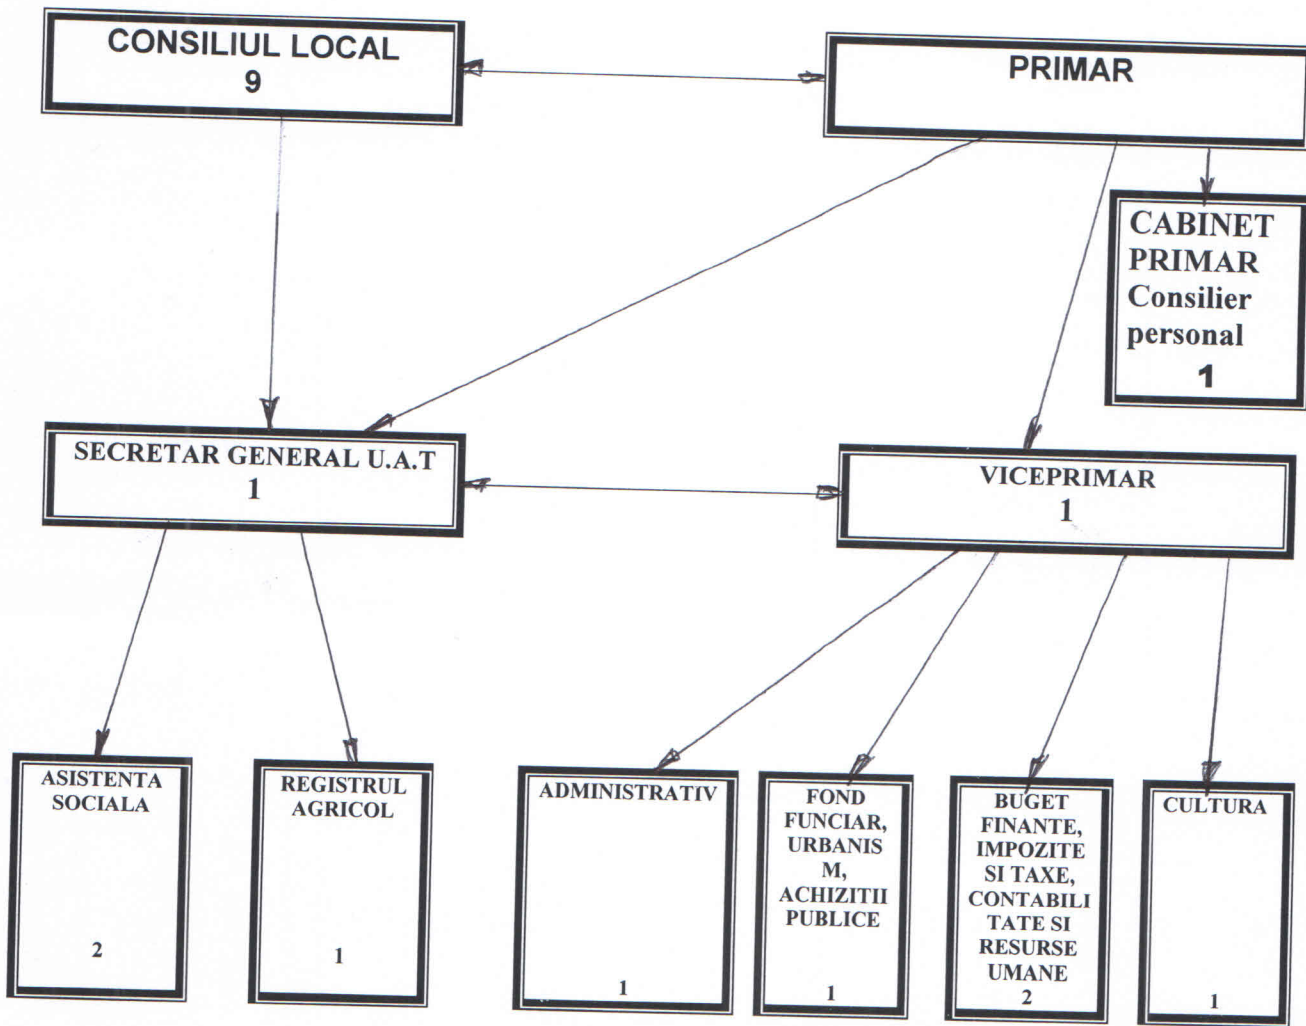 CONSILIUL LOCAL
9
PRIMAR
CABINET
PRIMAR
Consilier
personal
1
SECRETAR GENERAL U.A.T
1
VICEPRIMAR
1
ASISTENTA
SOCIALA
2
REGISTRUL
AGRICOL
1
ADMINISTRATIV
1
FOND
FUNCIAR,
URBANIS
M,
ACHIZITII
PUBLICE
1
BUGET
FINANTE,
IMPOZITE
SI TAXE,
CONTABILI
TATE SI
RESURSE
UMANE
2
CULTURA
1